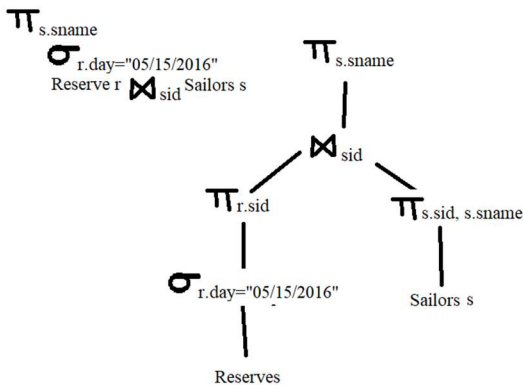 π s.sname
σ r.day="05/15/2016"
Reserve r ⋈ sid Sailors s
π s.sname
⋈ sid
π r.sid
π s.sid, s.sname
σ r.day="05/15/2016"
Sailors s
Reserves